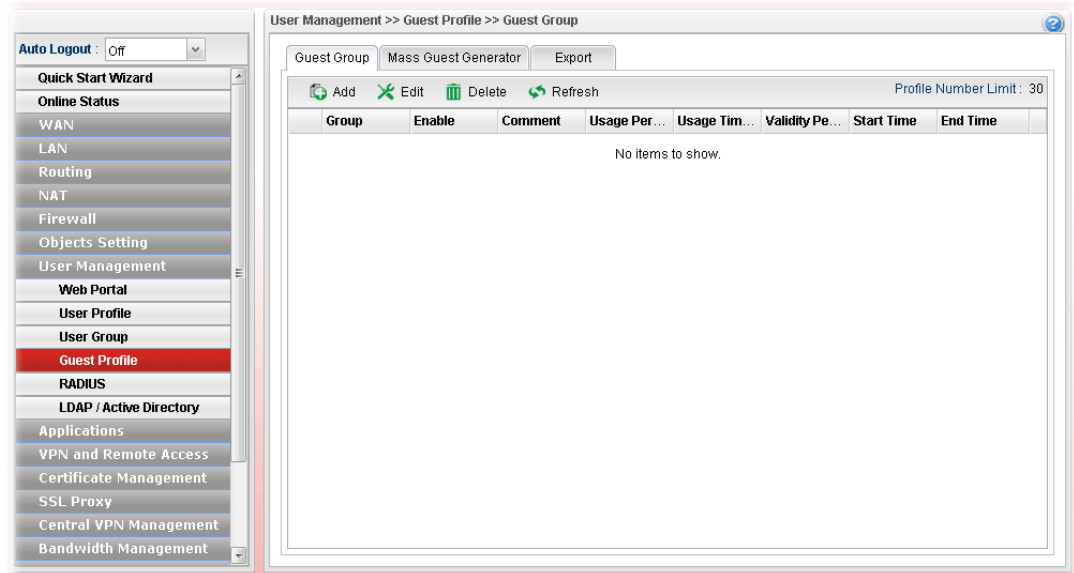 User Management >> Guest Profile >> Guest Group
Auto Logout : Off
Quick Start Wizard
Online Status
WAN
LAN
Routing
NAT
Firewall
Objects Setting
User Management
Web Portal
User Profile
User Group
Guest Profile
RADIUS
LDAP / Active Directory
Applications
VPN and Remote Access
Certificate Management
SSL Proxy
Central VPN Management
Bandwidth Management
Guest Group Mass Guest Generator Export
Add Edit Delete Refresh Profile Number Limit : 30
Group Enable Comment Usage Per... Usage Tim... Validity Pe... Start Time End Time
No items to show.